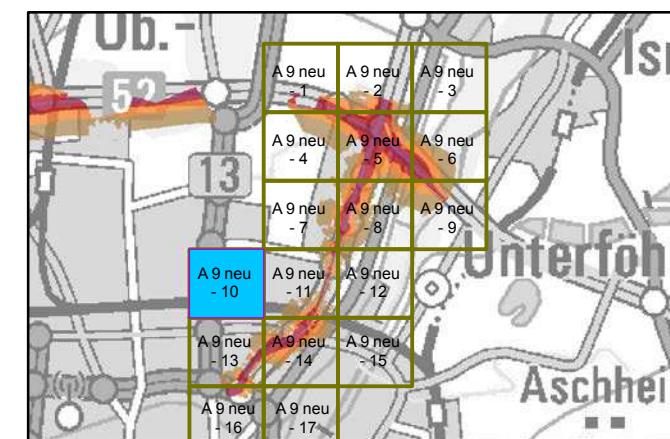 Ob.-
Is
52
A 9 neu - 1
A 9 neu - 2
A 9 neu - 3
13
A 9 neu - 4
A 9 neu - 5
A 9 neu - 6
A 9 neu - 7
A 9 neu - 8
A 9 neu - 9
Unterföh
A 9 neu - 10
A 9 neu - 11
A 9 neu - 12
A 9 neu - 13
A 9 neu - 14
A 9 neu - 15
Aschhei
A 9 neu - 16
A 9 neu - 17